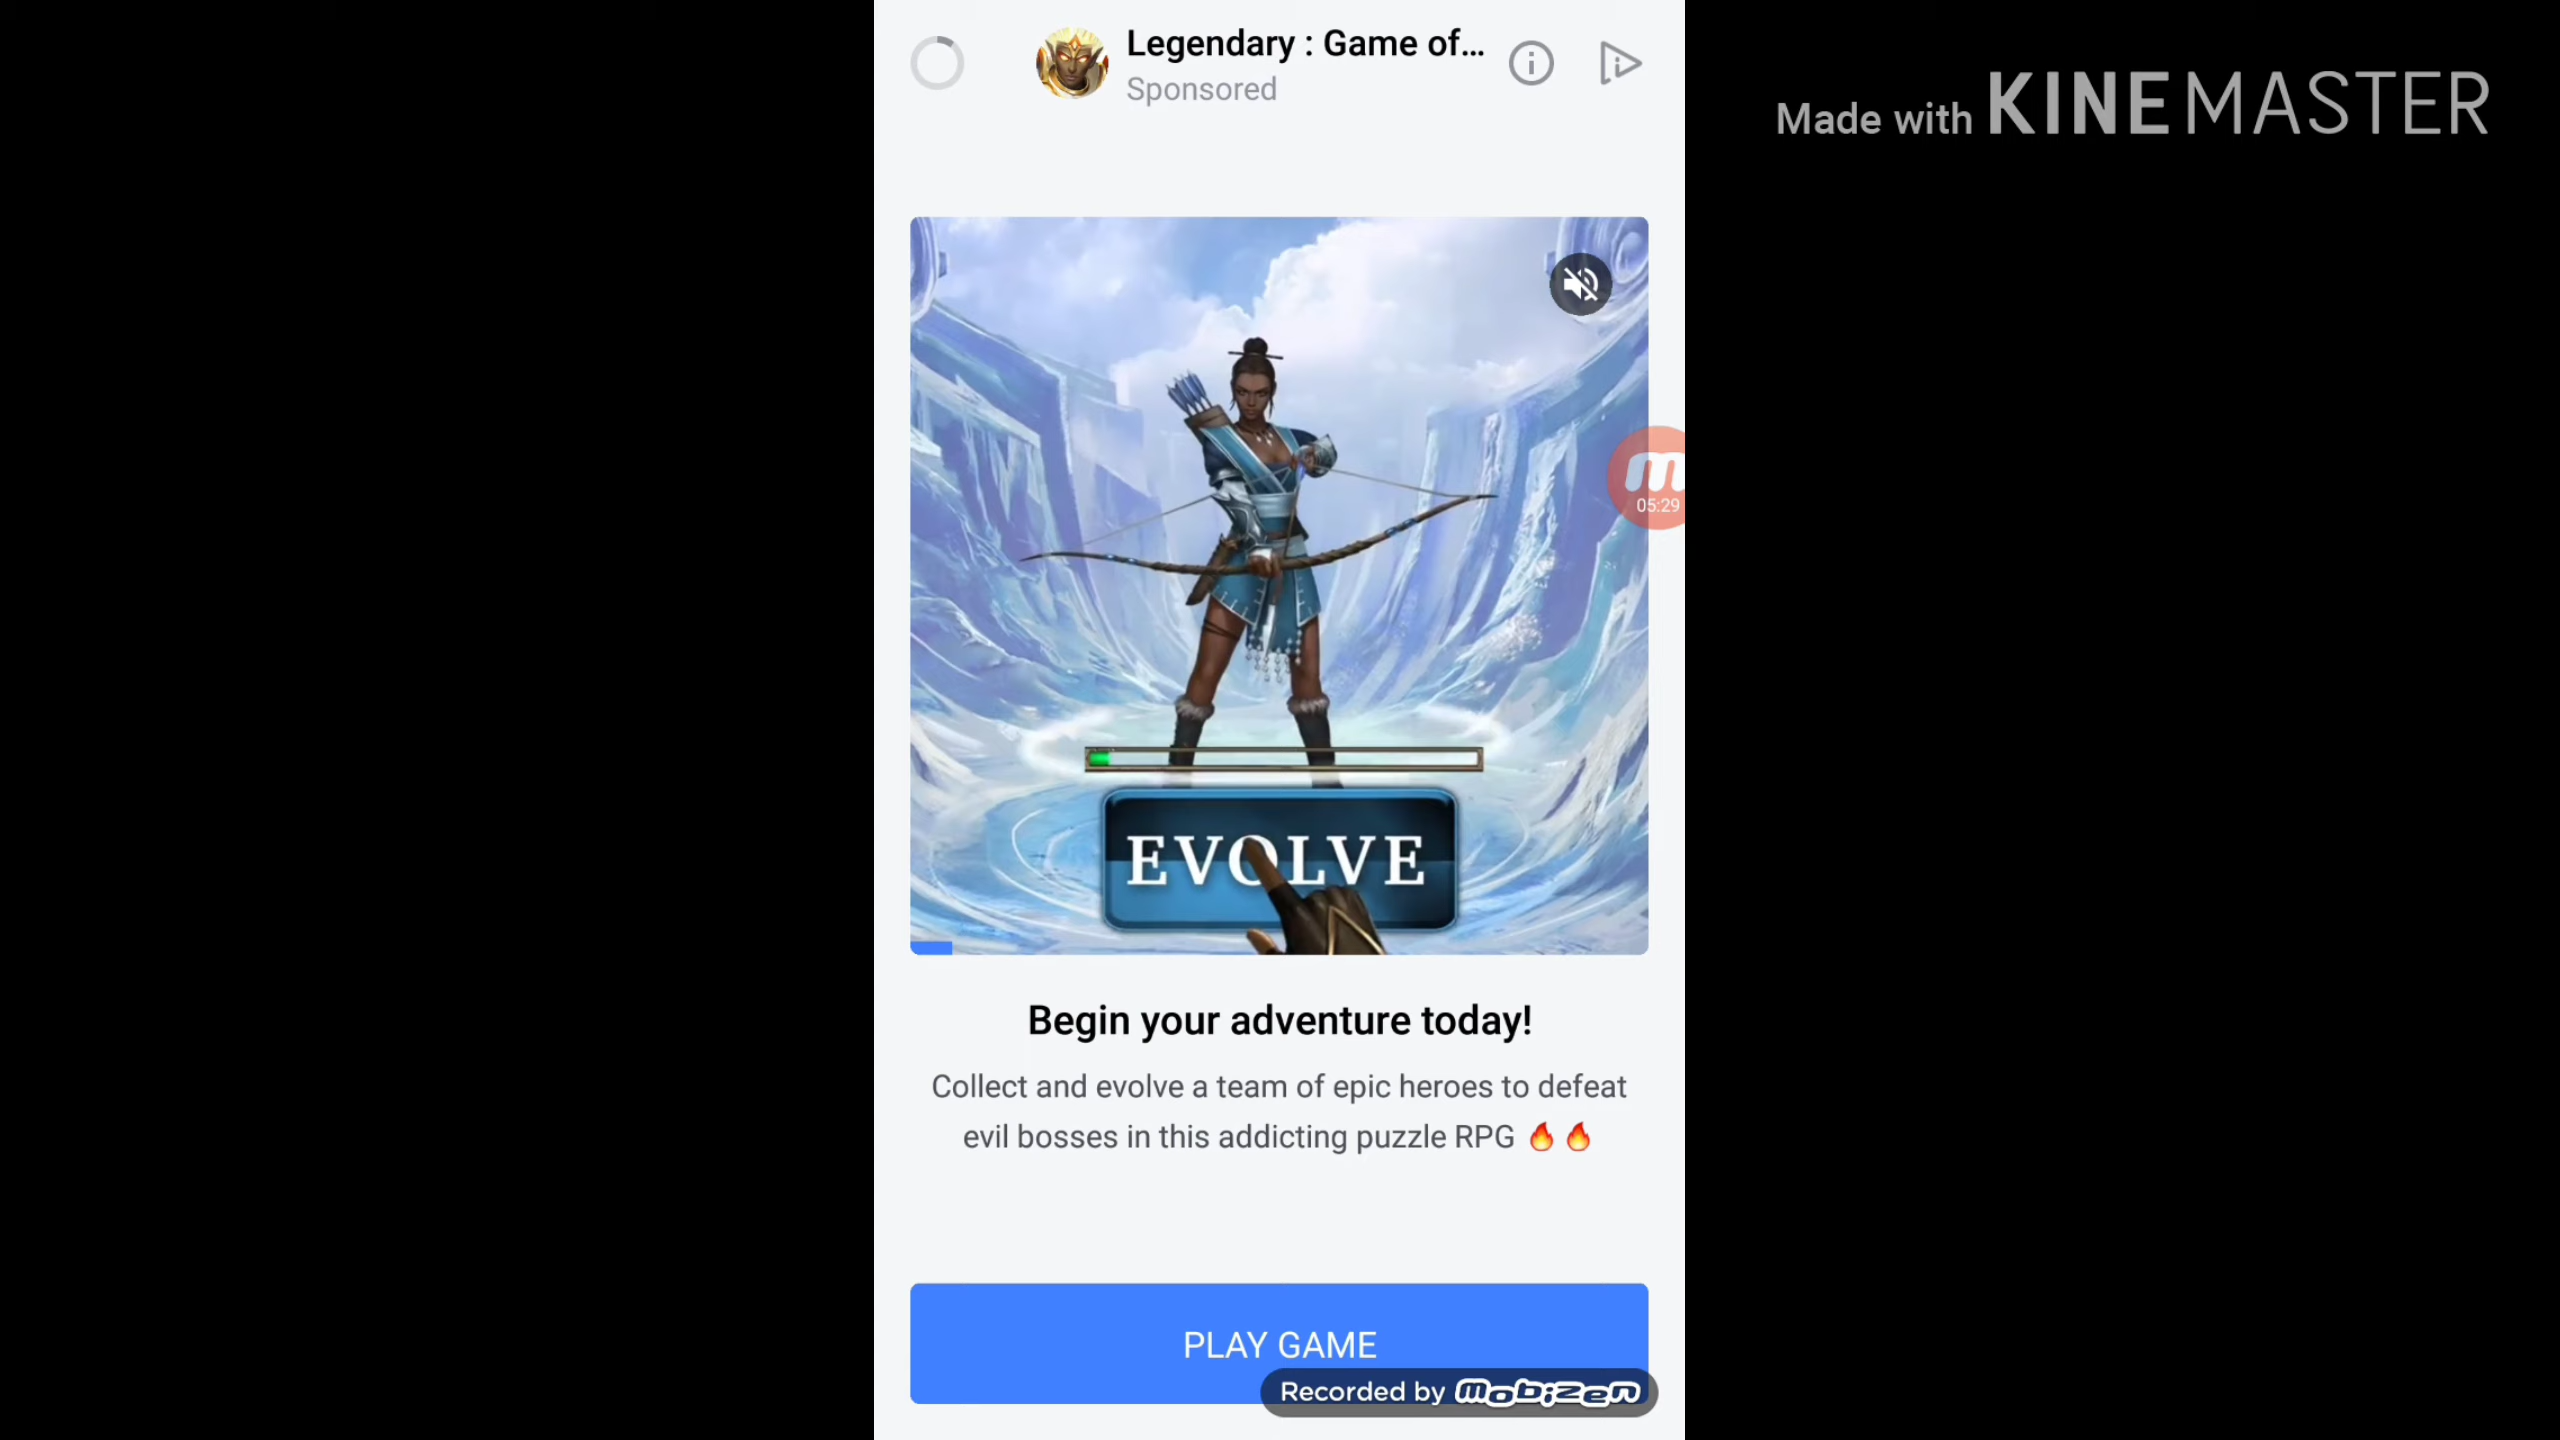 Legendary : Game of...
Sponsored
Made with KINEMASTER
05:29
EVOLVE
Begin your adventure today!
Collect and evolve a team of epic heroes to defeat
evil bosses in this addicting puzzle RPG 🔥🔥
PLAY GAME
Recorded by mobizen